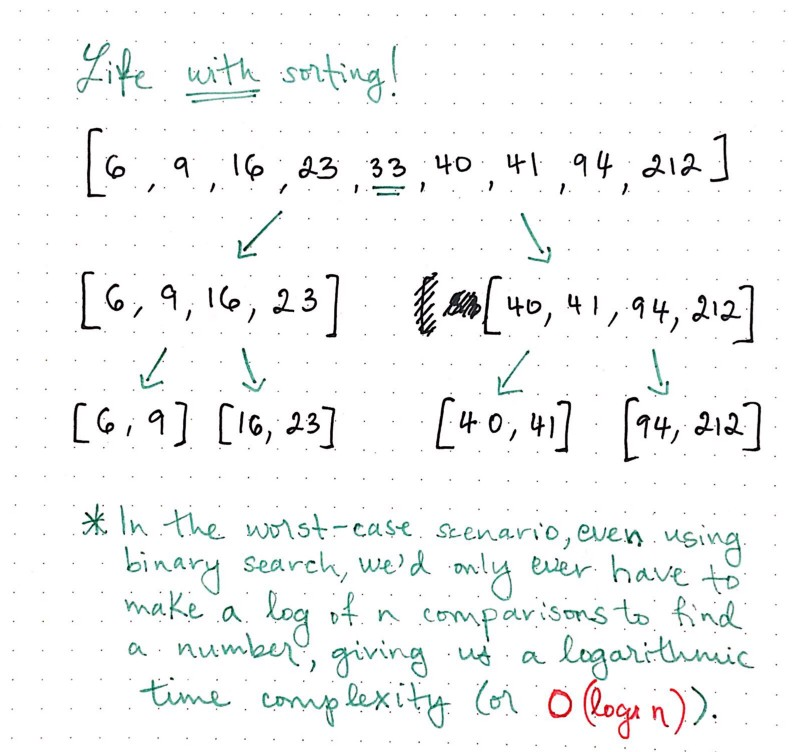 Life with sorting!
[6, 9, 16, 23, 33, 40, 41, 94, 212]
[6, 9, 16, 23] [40, 41, 94, 212]
[6, 9] [16, 23] [40, 41] [94, 212]
* In the worst-case scenario, even using
binary search, we'd only ever have to
make a log of n comparisons to find
a number, giving us a logarithmic
time complexity (or O(log n)).